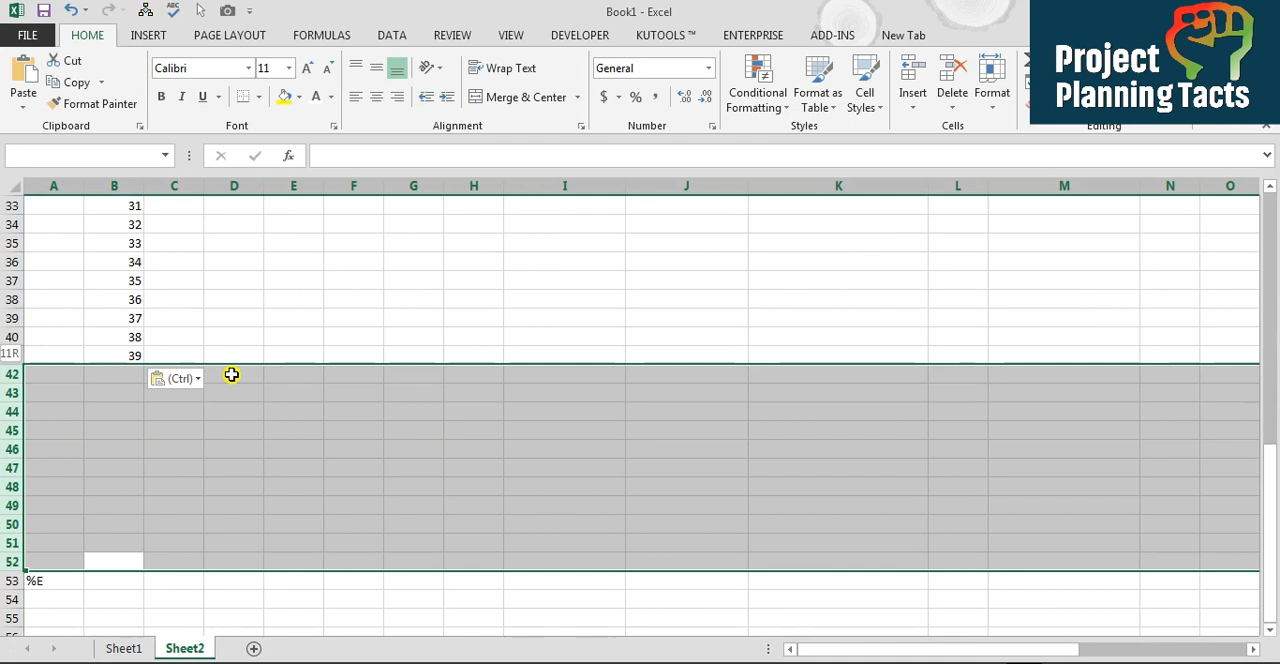 Book1 - Excel
FILE HOME INSERT PAGE LAYOUT FORMULAS DATA REVIEW VIEW DEVELOPER KUTOOLS ™ ENTERPRISE ADD-INS New Tab
Project
Planning Tacts
ABC
Paste
Cut
Copy
Format Painter
Calibri 11
B I U A
A A
Wrap Text
Merge & Center
General
$ % ,
Conditional
Formatting
Format as
Table
Cell
Styles
Insert
Delete
Format
Clipboard Font Alignment Number Styles Cells Editing
fx
A B C D E F G H I J K L M N O
33 31
34 32
35 33
36 34
37 35
38 36
39 37
40 38
11R 39
42 (Ctrl)
43
44
45
46
47
48
49
50
51
52
53 %E
54
55
Sheet1 Sheet2